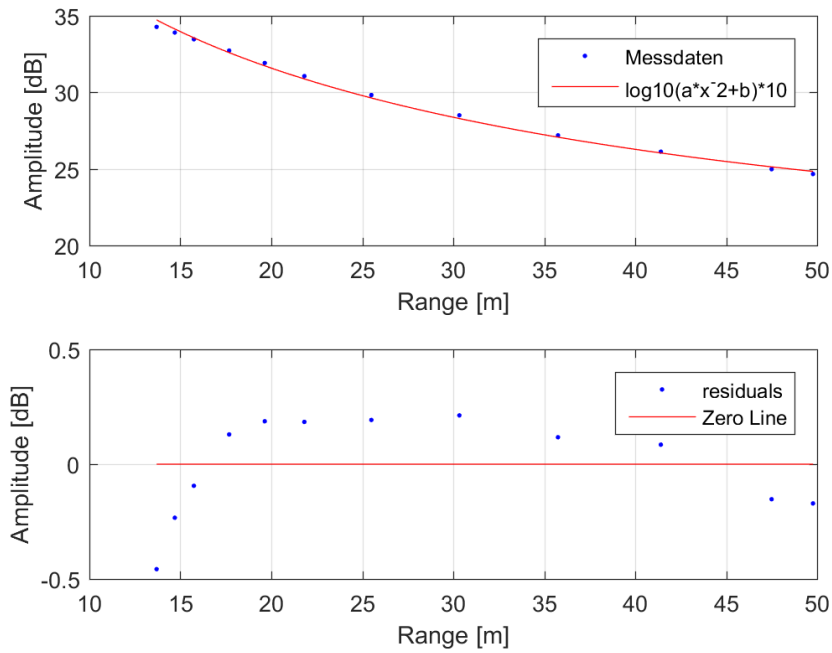 35
30
25
20
Amplitude [dB]
Messdaten
log10(a*x⁻2+b)*10
10 15 20 25 30 35 40 45 50
Range [m]
0.5
0
-0.5
Amplitude [dB]
residuals
Zero Line
10 15 20 25 30 35 40 45 50
Range [m]